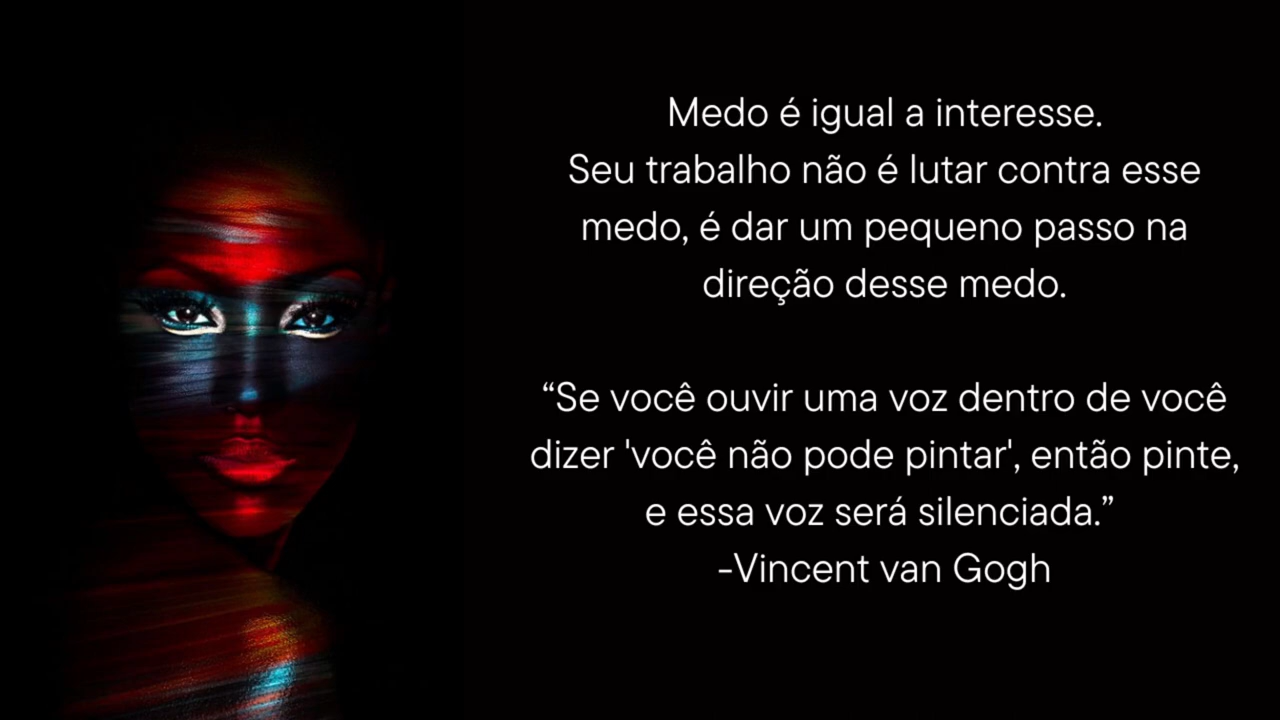 Medo é igual a interesse.
Seu trabalho não é lutar contra esse
medo, é dar um pequeno passo na
direção desse medo.
“Se você ouvir uma voz dentro de você
dizer 'você não pode pintar', então pinte,
e essa voz será silenciada.”
-Vincent van Gogh